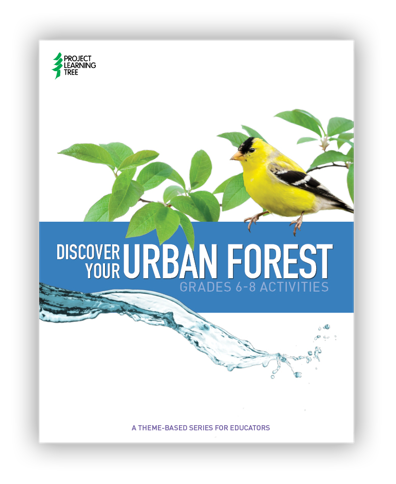 PROJECT
LEARNING
TREE
DISCOVER
YOUR URBAN FOREST
GRADES 6-8 ACTIVITIES
A THEME-BASED SERIES FOR EDUCATORS